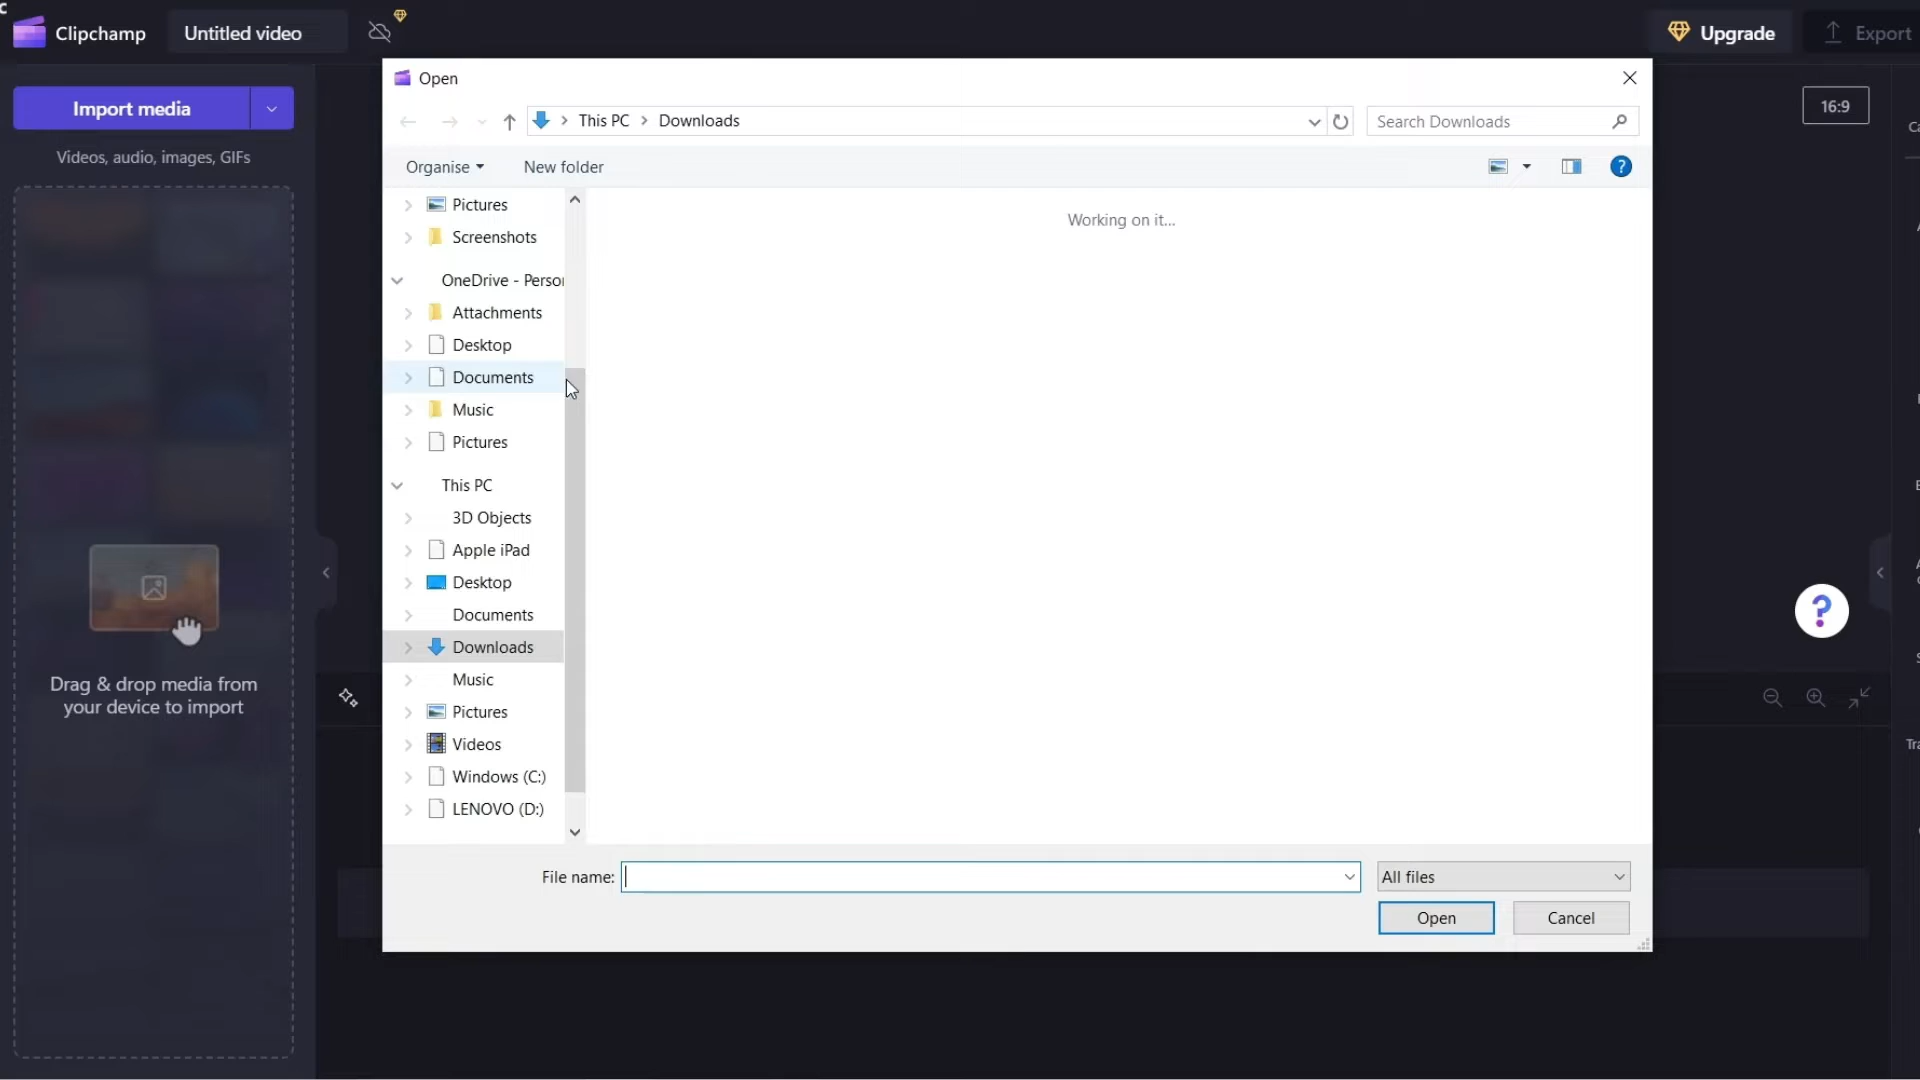 Clipchamp
Untitled video
Upgrade
Export
Import media
Videos, audio, images, GIFs
Drag & drop media from
your device to import
16:9
Open
This PC
Downloads
Search Downloads
Organise
New folder
Pictures
Screenshots
OneDrive - Person
Attachments
Desktop
Documents
Music
Pictures
This PC
3D Objects
Apple iPad
Desktop
Documents
Downloads
Music
Pictures
Videos
Windows (C:)
LENOVO (D:)
Working on it...
File name:
All files
Open
Cancel